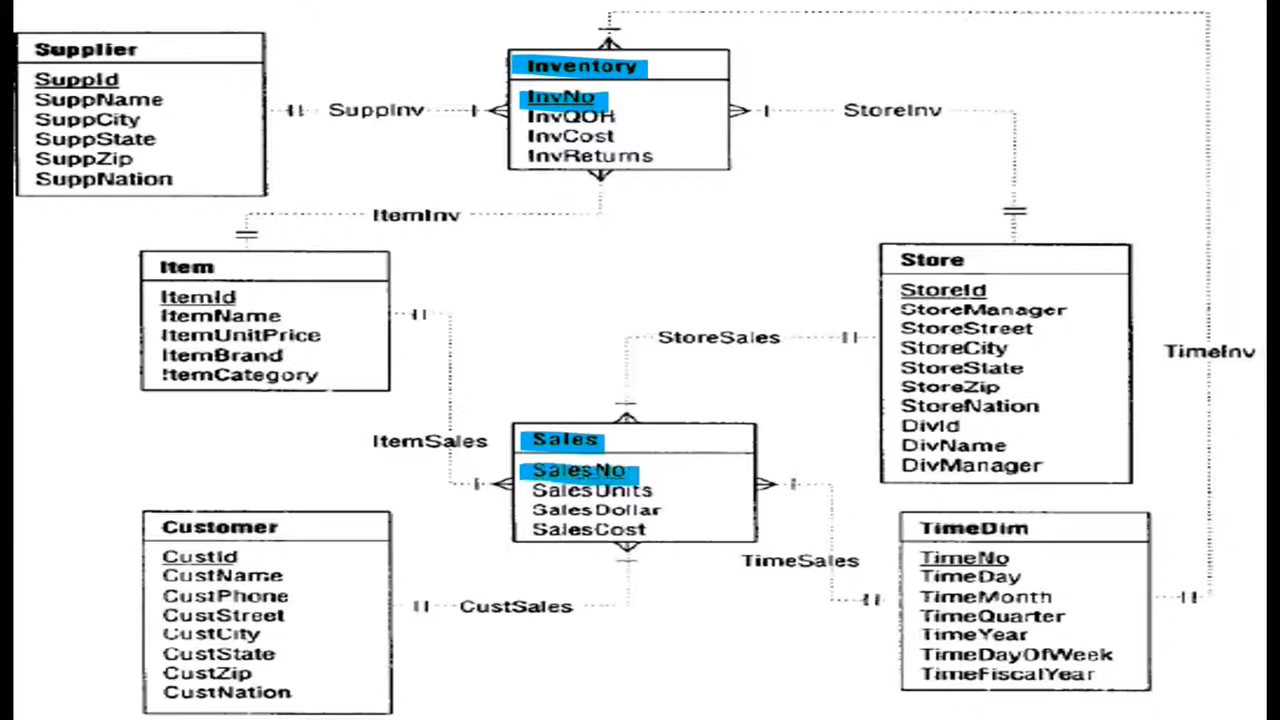 Supplier
SuppId
SuppName
SuppCity
SuppState
SuppZip
SuppNation
SuppInv
Inventory
InvNo
InvQOH
InvCost
InvReturns
StoreInv
ItemInv
Item
ItemId
ItemName
ItemUnitPrice
ItemBrand
ItemCategory
Store
StoreId
StoreManager
StoreStreet
StoreCity
StoreState
StoreZip
StoreNation
DivId
DivName
DivManager
StoreSales
TimeInv
ItemSales
Sales
SalesNo
SalesUnits
SalesDollar
SalesCost
Customer
CustId
CustName
CustPhone
CustStreet
CustCity
CustState
CustZip
CustNation
CustSales
TimeSales
TimeDim
TimeNo
TimeDay
TimeMonth
TimeQuarter
TimeYear
TimeDayOfWeek
TimeFiscalYear